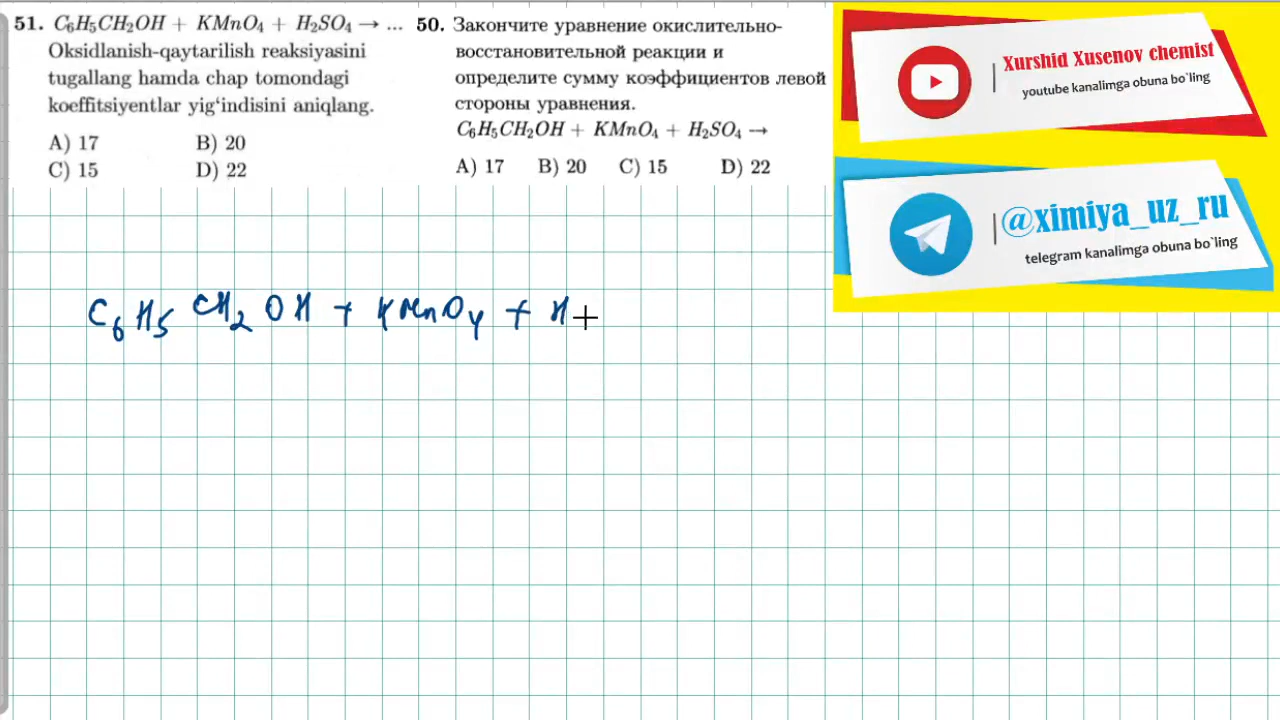 51. C₆H₅CH₂OH + KMnO₄ + H₂SO₄ → ...
Oksidlanish-qaytarilish reaksiyasini
tugallang hamda chap tomondagi
koeffitsiyentlar yig‘indisini aniqlang.
A) 17 B) 20
C) 15 D) 22
50. Закончите уравнение окислительно-
восстановительной реакции и
определите сумму коэффициентов левой
стороны уравнения.
C₆H₅CH₂OH + KMnO₄ + H₂SO₄ →
A) 17 B) 20 C) 15 D) 22
Xurshid Xusenov chemist
youtube kanalimga obuna bo`ling
@ximiya_uz_ru
telegram kanalimga obuna bo`ling
C₆H₅CH₂OH + KMnO₄ + H